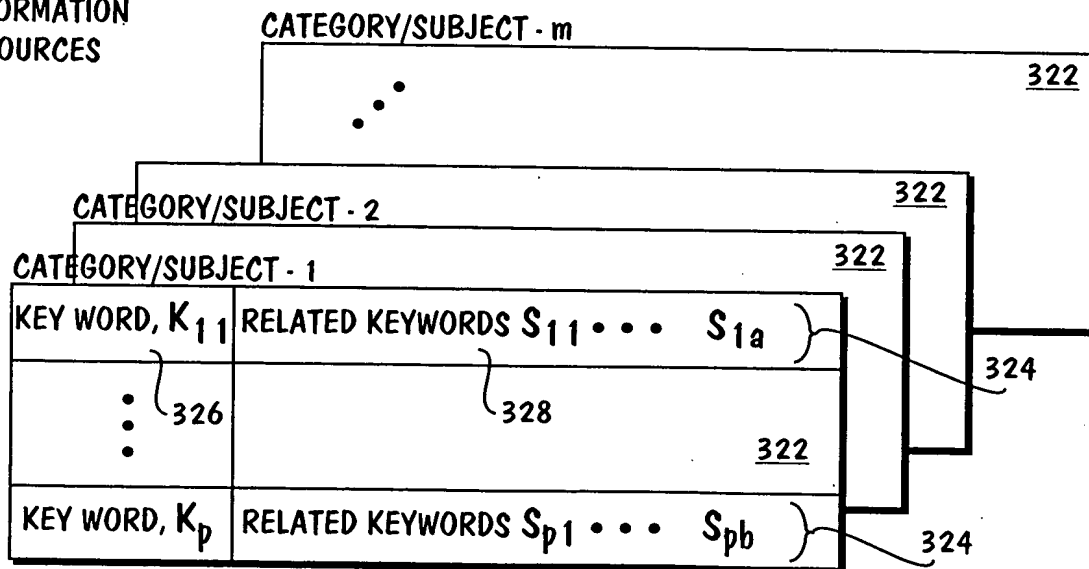 ORMATION
OURCES
CATEGORY/SUBJECT - m
322
322
CATEGORY/SUBJECT - 2
322
CATEGORY/SUBJECT - 1
KEY WORD, K11 RELATED KEYWORDS S11 • • • S1a
324
326 328
322
KEY WORD, Kp RELATED KEYWORDS Sp1 • • • Spb
324